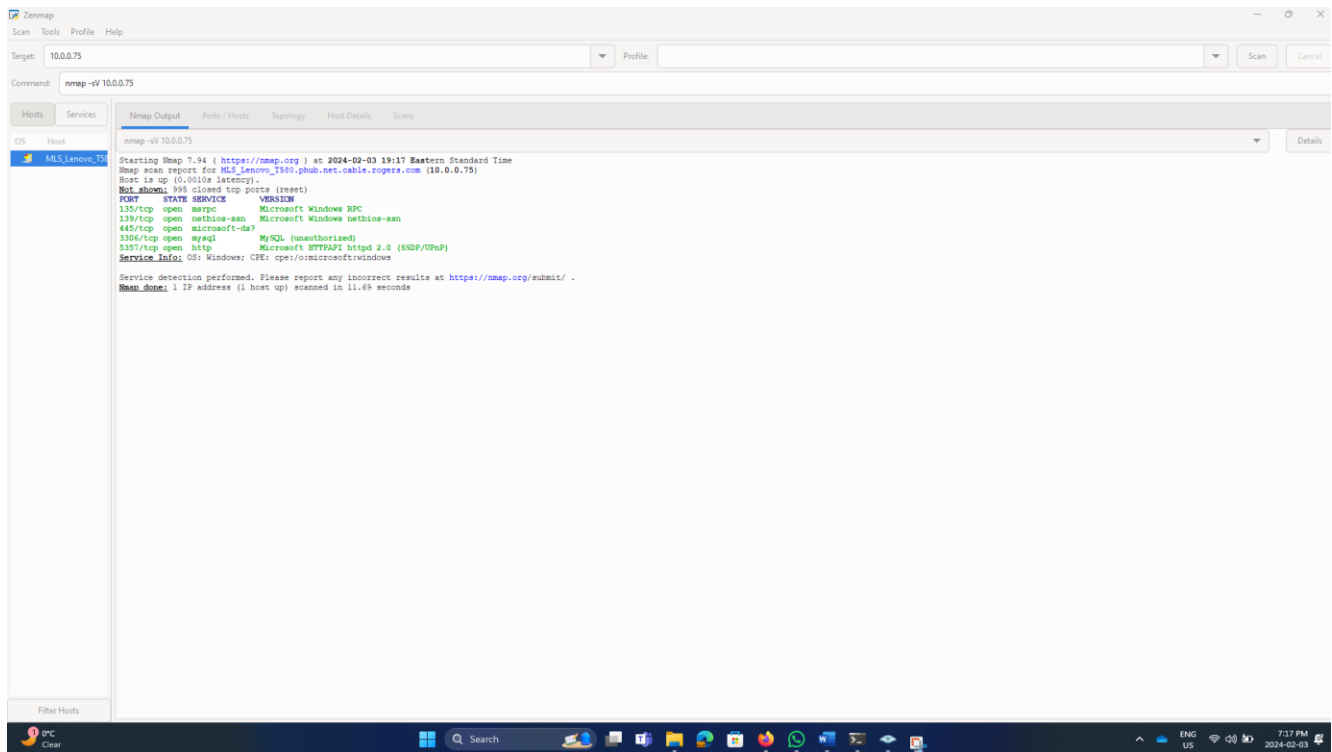 Zenmap
Scan Tools Profile Help
Target: 10.0.0.75 Profile: Scan Cancel
Command: nmap -sV 10.0.0.75
Hosts Services Nmap Output Ports / Hosts Topology Host Details Scans
OS Host nmap -sV 10.0.0.75 Details
MLS_Lenovo_T58
Starting Nmap 7.94 ( https://nmap.org ) at 2024-02-03 19:17 Eastern Standard Time
Nmap scan report for MLS_Lenovo_T580.phub.net.cable.rogers.com (10.0.0.75)
Host is up (0.0010s latency).
Not shown: 995 closed tcp ports (reset)
PORT STATE SERVICE VERSION
135/tcp open msrpc Microsoft Windows RPC
139/tcp open netbios-ssn Microsoft Windows netbios-ssn
445/tcp open microsoft-ds?
3306/tcp open mysql MySQL (unauthorized)
5357/tcp open http Microsoft HTTPAPI httpd 2.0 (SSDP/UPnP)
Service Info: OS: Windows; CPE: cpe:/o:microsoft:windows
Service detection performed. Please report any incorrect results at https://nmap.org/submit/ .
Nmap done: 1 IP address (1 host up) scanned in 11.69 seconds
Filter Hosts
1 0°C
Clear
Search
ENG
US
7:17 PM
2024-02-03